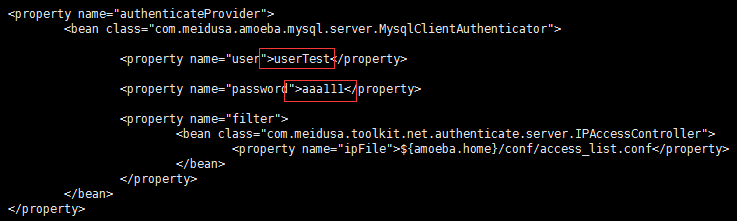 <property name="authenticateProvider">
<bean class="com.meidusa.amoeba.mysql.server.MysqlClientAuthenticator">
<property name="user">userTest</property>
<property name="password">aaa111</property>
<property name="filter">
<bean class="com.meidusa.toolkit.net.authenticate.server.IPAccessController">
<property name="ipFile">${amoeba.home}/conf/access_list.conf</property>
</bean>
</property>
</bean>
</property>